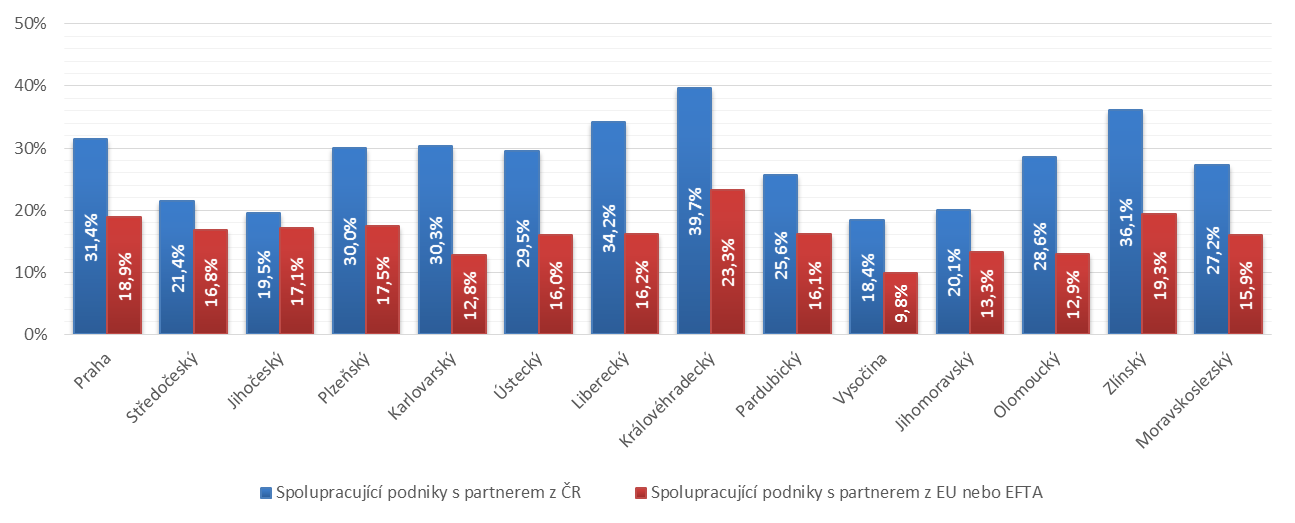 50%
40%
30%
20%
10%
0%
31,4%
18,9%
21,4%
16,8%
19,5%
17,1%
30,0%
17,5%
30,3%
12,8%
29,5%
16,0%
34,2%
16,2%
39,7%
23,3%
25,6%
16,1%
18,4%
9,8%
20,1%
13,3%
28,6%
12,9%
36,1%
19,3%
27,2%
15,9%
Praha
Středočeský
Jihočeský
Plzeňský
Karlovarský
Ústecký
Liberecký
Královéhradecký
Pardubický
Vysočina
Jihomoravský
Olomoucký
Zlínský
Moravskoslezský
Spolupracující podniky s partnerem z ČR
Spolupracující podniky s partnerem z EU nebo EFTA